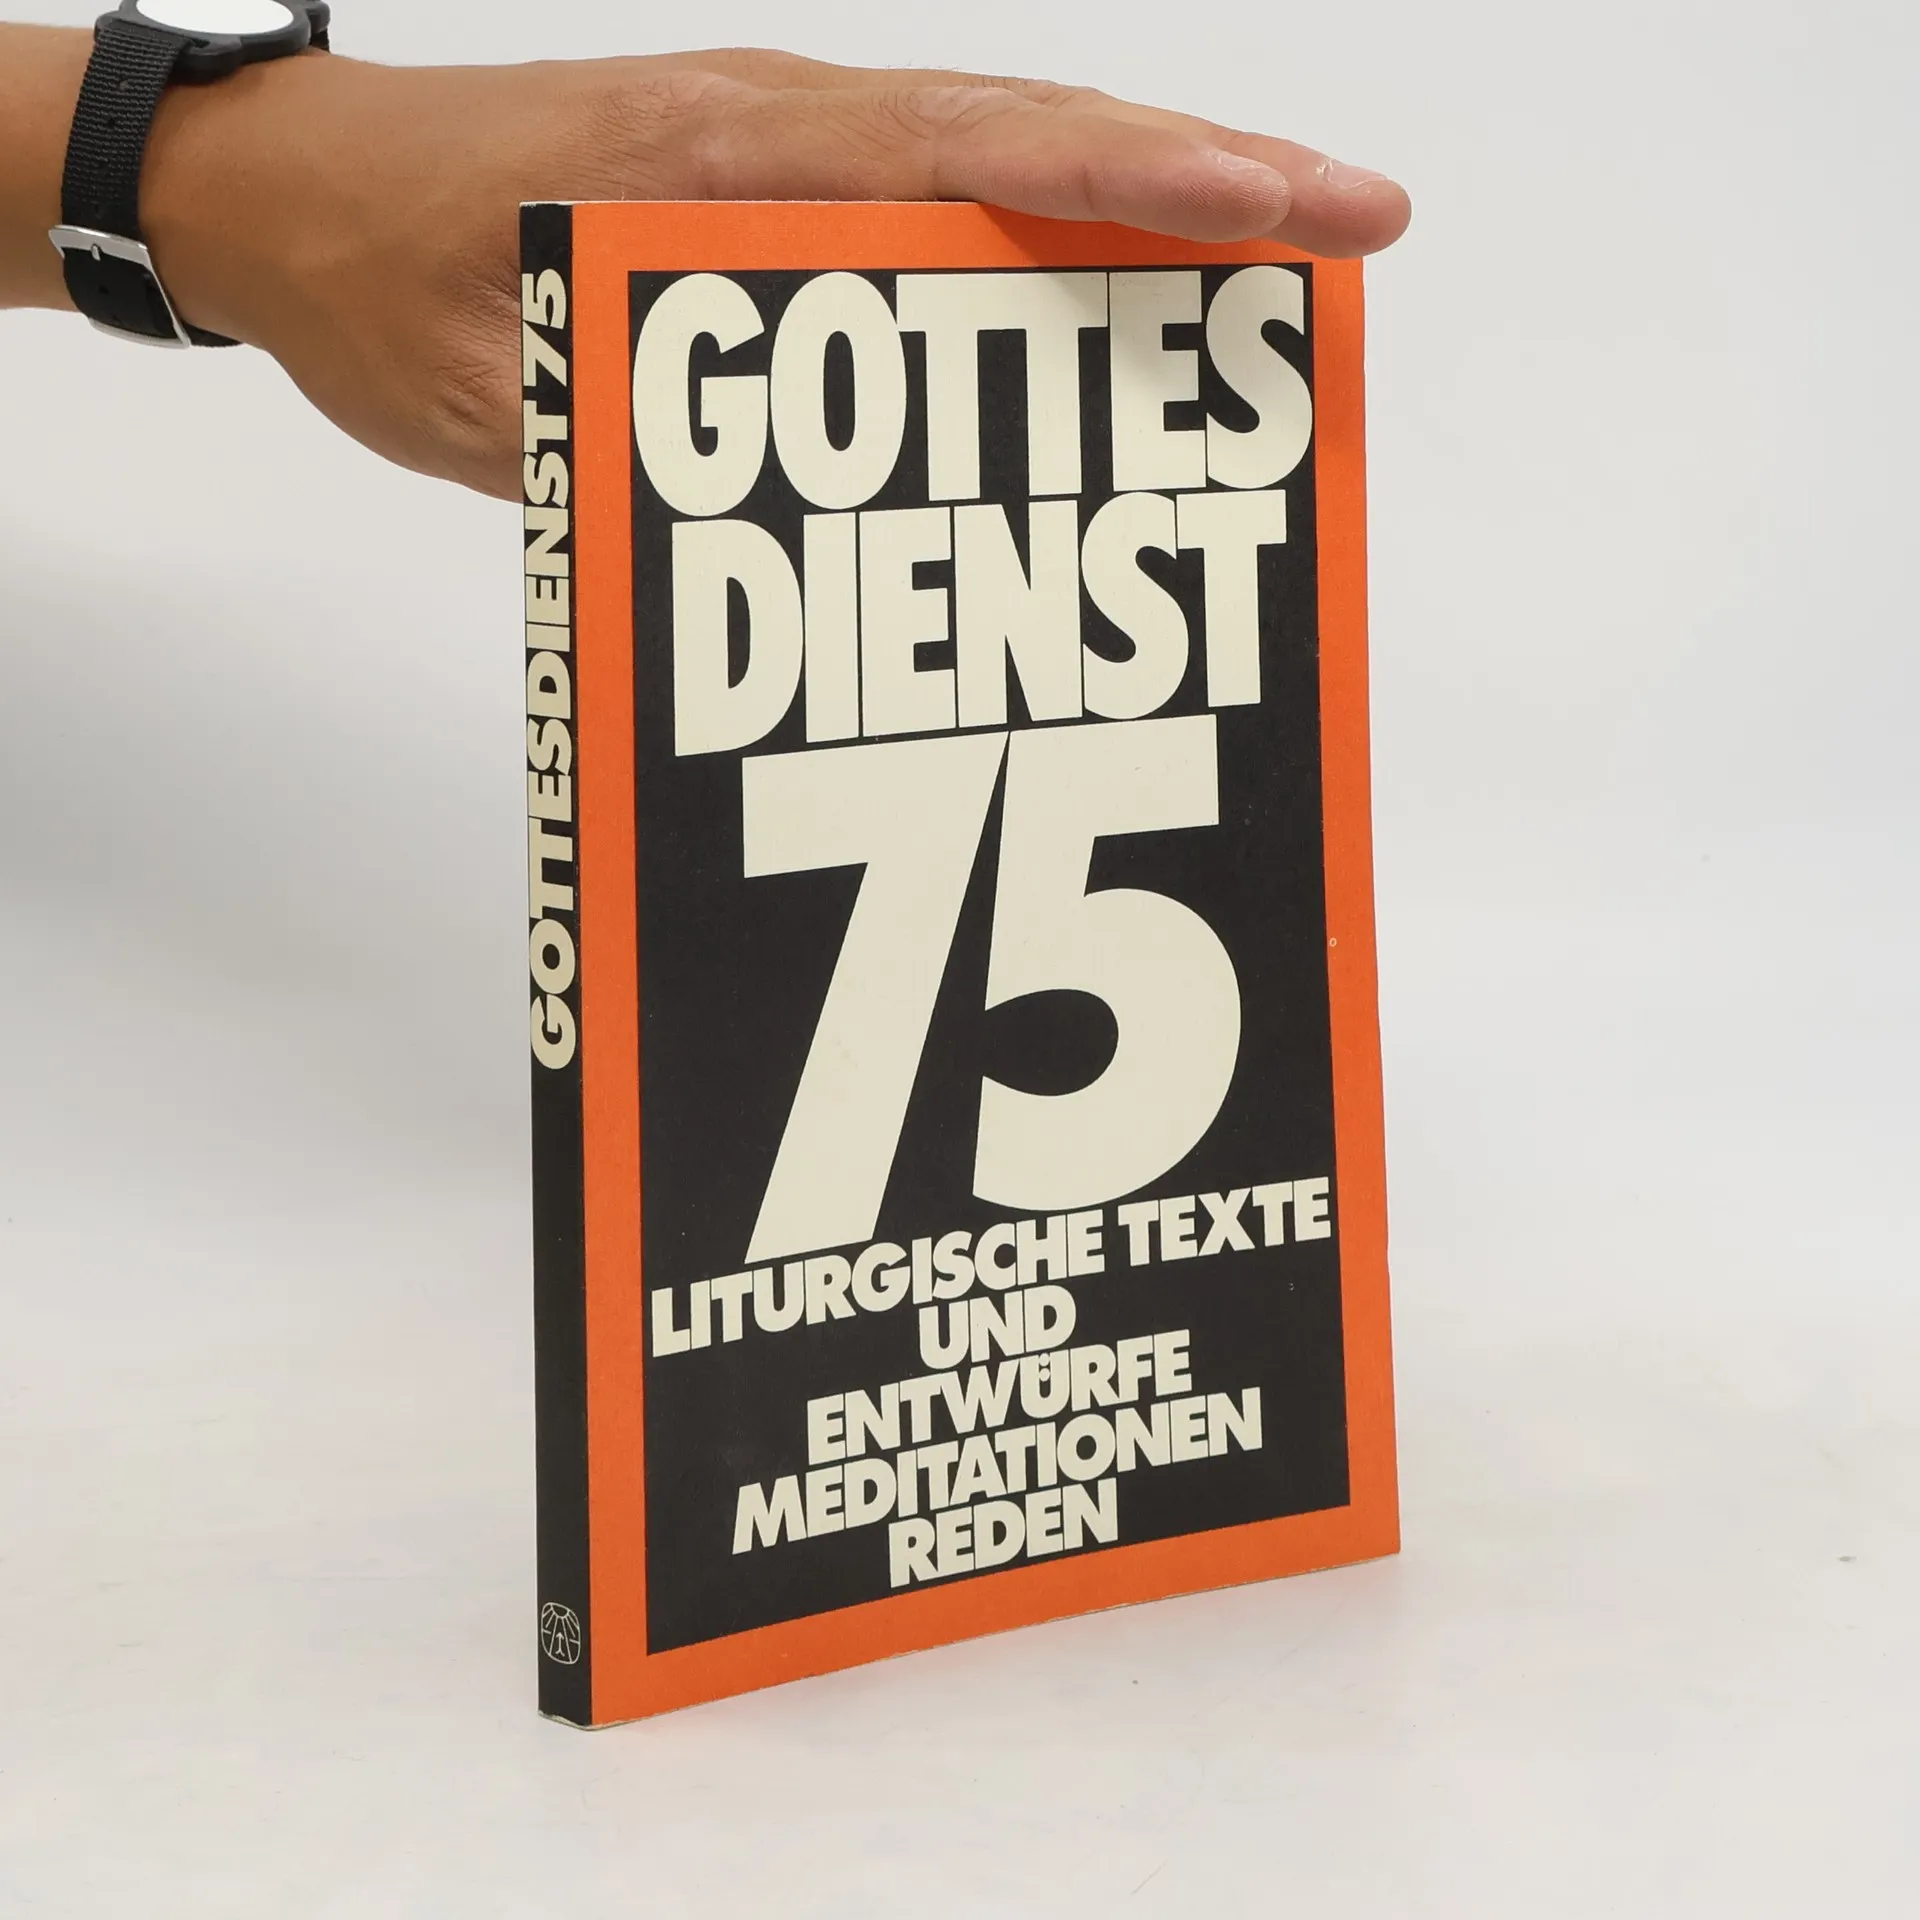 GOTTESDIENST 75
GOTTES
DIENST
75
LITURGISCHE TEXTE
UND
ENTWÜRFE
MEDITATIONEN
REDEN